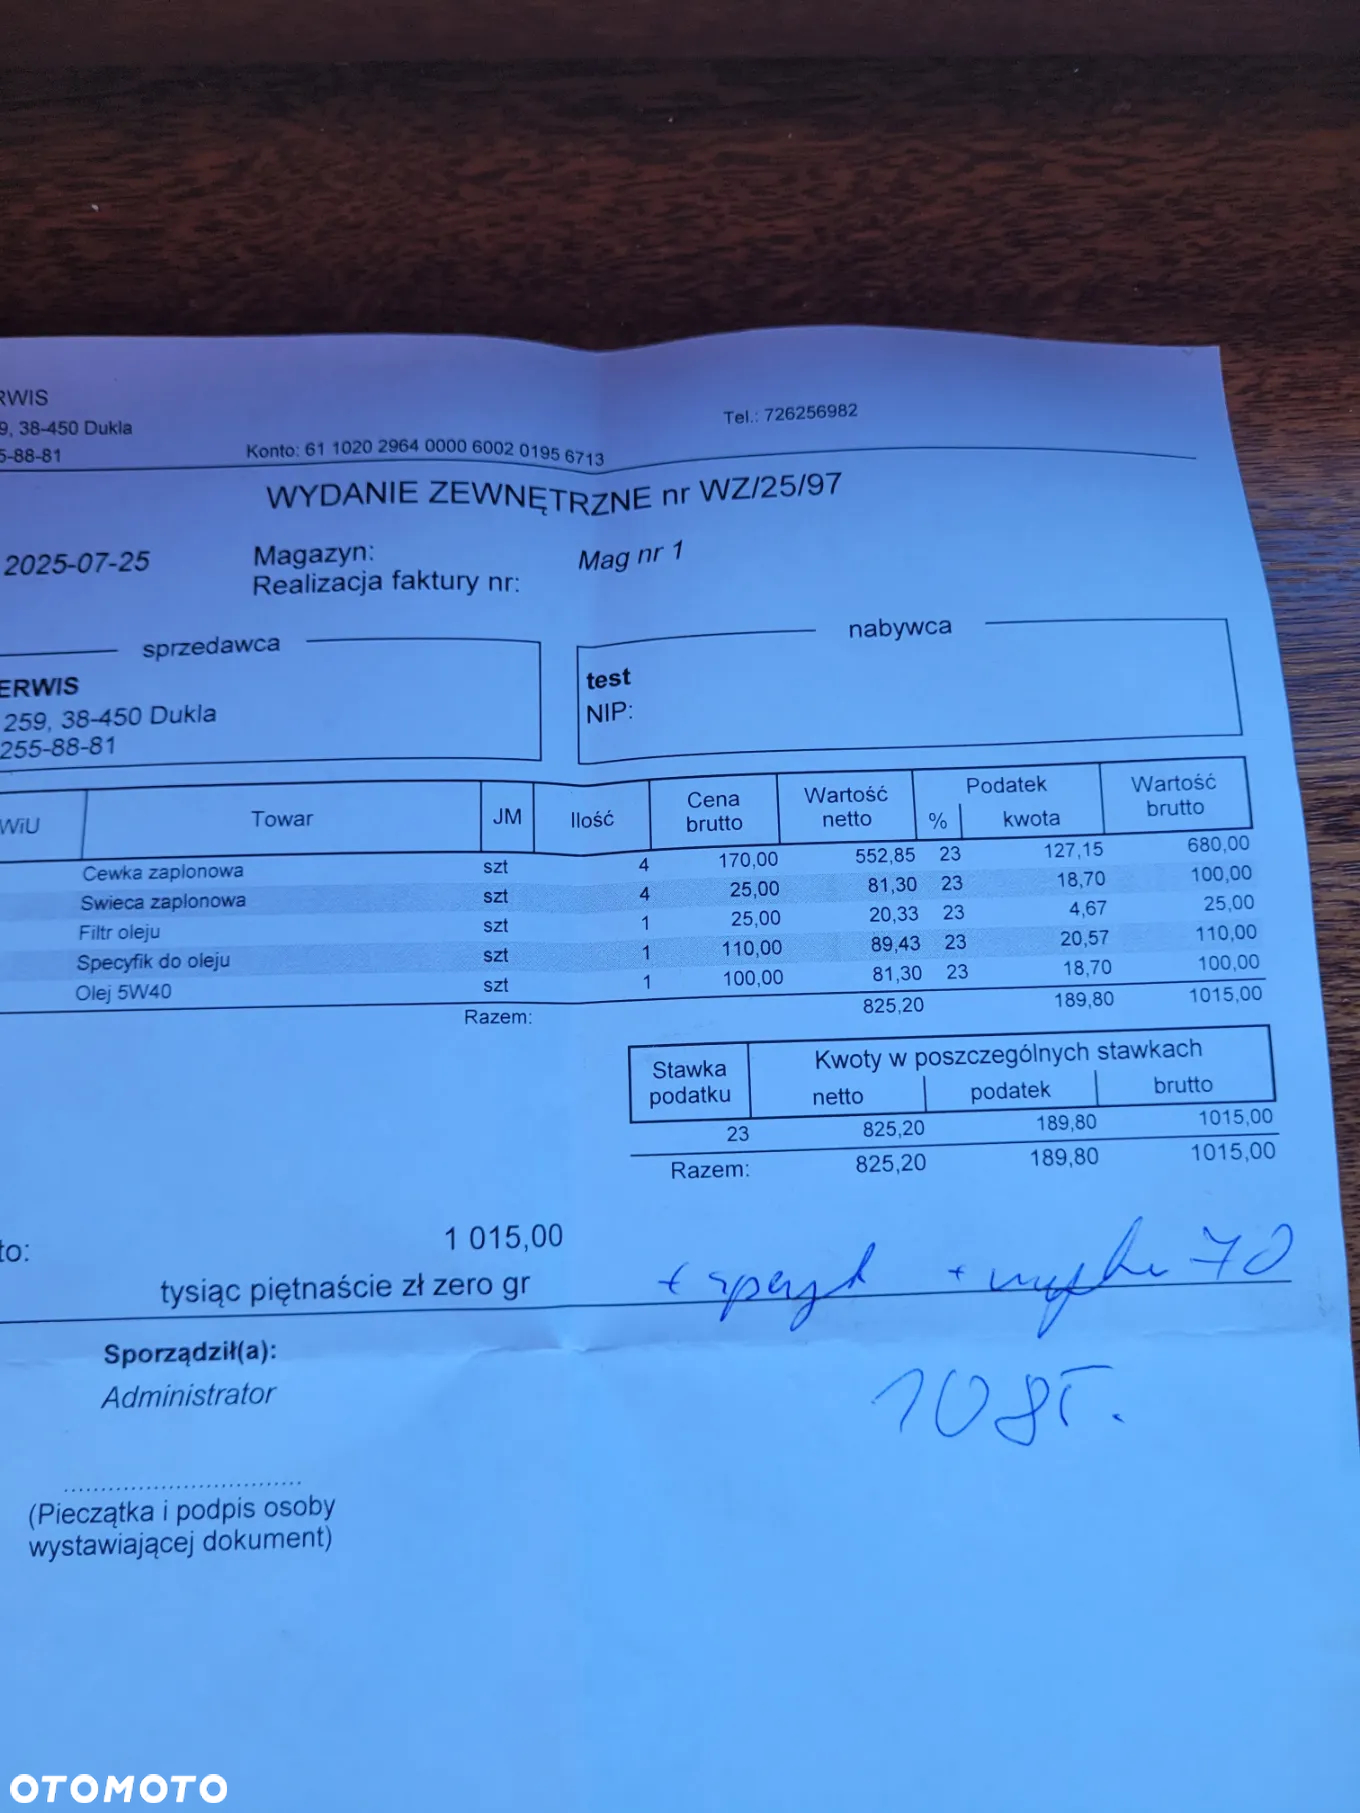 RWIS
9, 38-450 Dukla
5-88-81
Konto: 61 1020 2964 0000 6002 0195 6713
Tel.: 726256982
WYDANIE ZEWNĘTRZNE nr WZ/25/97
2025-07-25
Magazyn: Mag nr 1
Realizacja faktury nr:
sprzedawca
ERWIS
259, 38-450 Dukla
255-88-81
nabywca
test
NIP:
WiU Towar JM Ilość Cena brutto Wartość netto Podatek % kwota Wartość brutto
Cewka zaplonowa szt 4 170,00 552,85 23 127,15 680,00
Swieca zaplonowa szt 4 25,00 81,30 23 18,70 100,00
Filtr oleju szt 1 25,00 20,33 23 4,67 25,00
Specyfik do oleju szt 1 110,00 89,43 23 20,57 110,00
Olej 5W40 szt 1 100,00 81,30 23 18,70 100,00
Razem: 825,20 189,80 1015,00
Stawka podatku Kwoty w poszczególnych stawkach
netto podatek brutto
23 825,20 189,80 1015,00
Razem: 825,20 189,80 1015,00
to: 1 015,00
tysiąc piętnaście zł zero gr
+ + 70
1085.
Sporządził(a):
Administrator
(Pieczątka i podpis osoby
wystawiającej dokument)
OTOMOTO